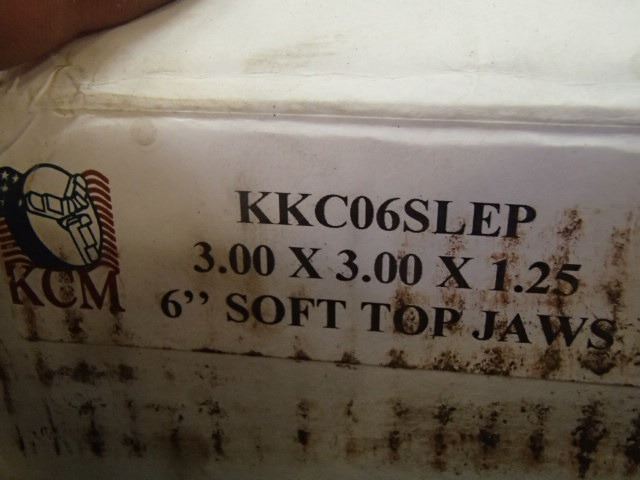 KKC06SLEP
3.00 X 3.00 X 1.25
6’’ SOFT TOP JAWS
KCM